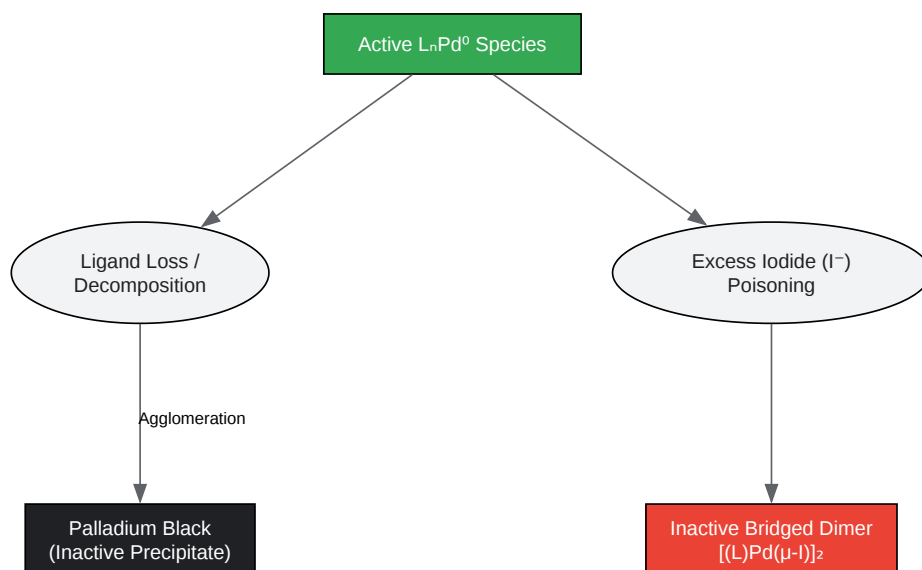 Active LₙPd⁰ Species
Ligand Loss /
Decomposition
Excess Iodide (I⁻)
Poisoning
Agglomeration
Palladium Black
(Inactive Precipitate)
Inactive Bridged Dimer
[(L)Pd(μ-I)]₂